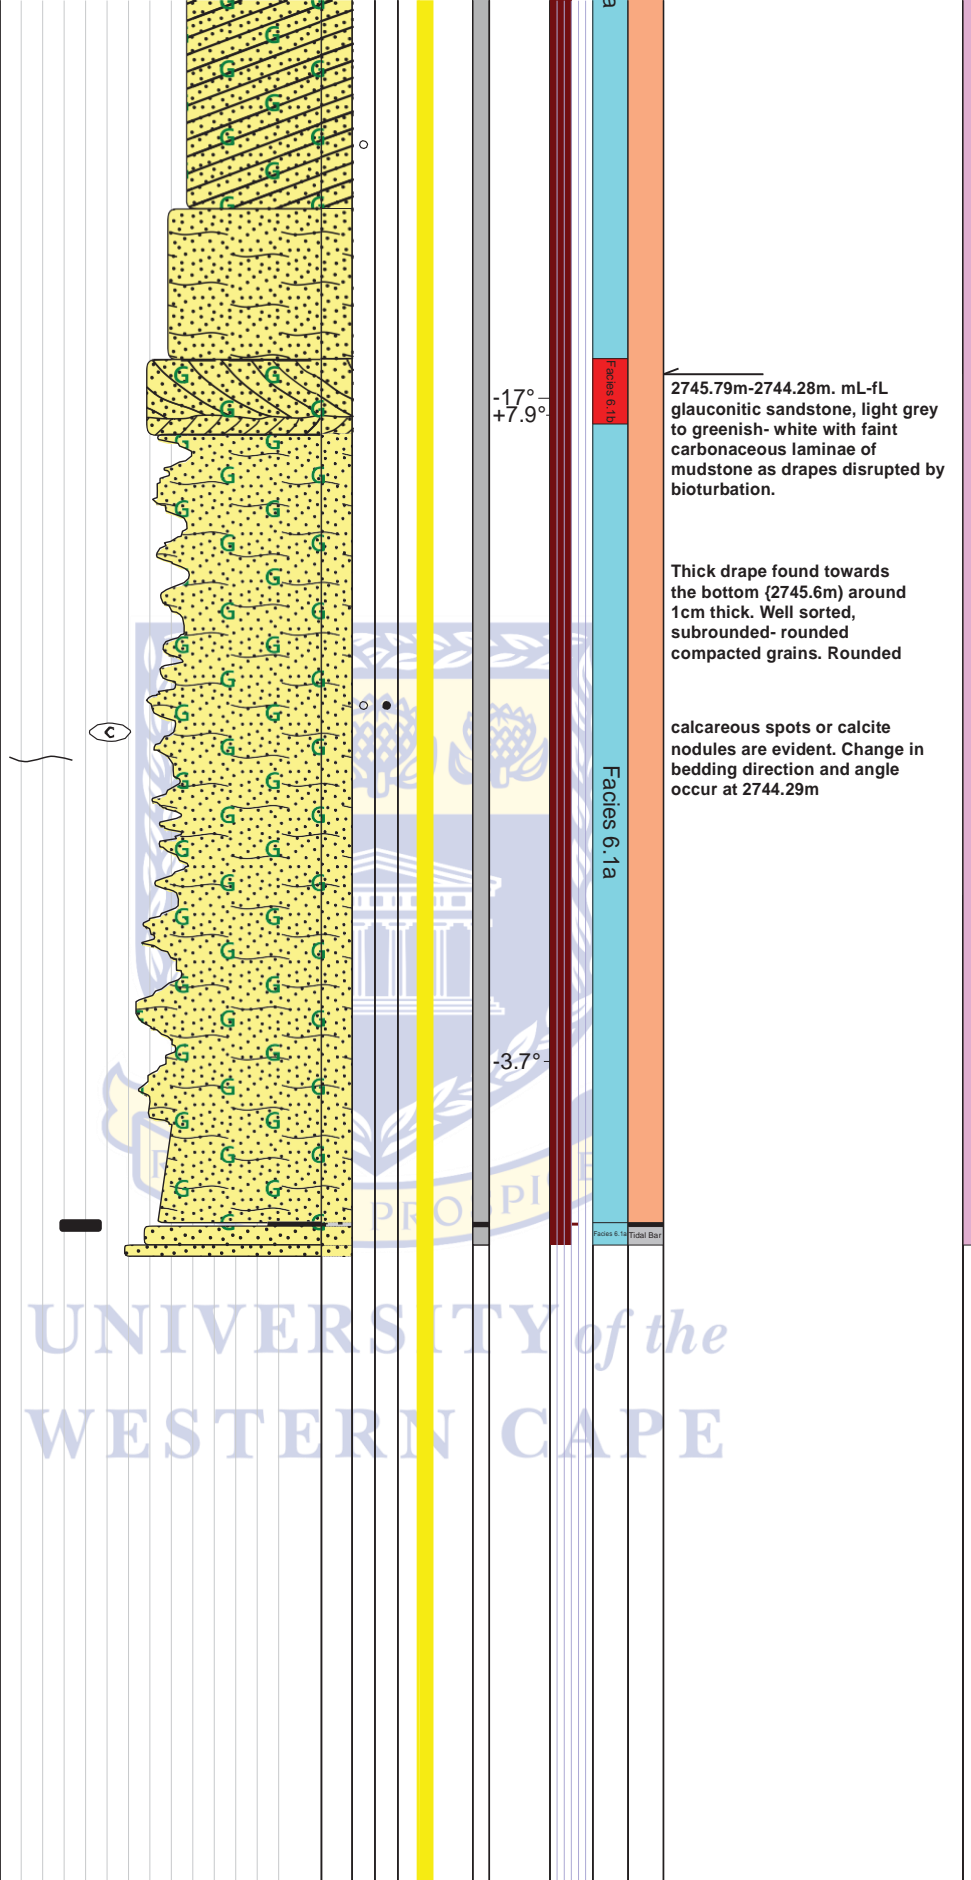 a
Facies 6.1b
-17°
+7.9°
2745.79m-2744.28m. mL-fL
glauconitic sandstone, light grey
to greenish- white with faint
carbonaceous laminae of
mudstone as drapes disrupted by
bioturbation.
Thick drape found towards
the bottom {2745.6m) around
1cm thick. Well sorted,
subrounded- rounded
compacted grains. Rounded
C
calcareous spots or calcite
nodules are evident. Change in
bedding direction and angle
occur at 2744.29m
Facies 6.1a
-3.7°
PROSPICE
Facies 6.1a
Tidal Bar
UNIVERSITY of the
WESTERN CAPE